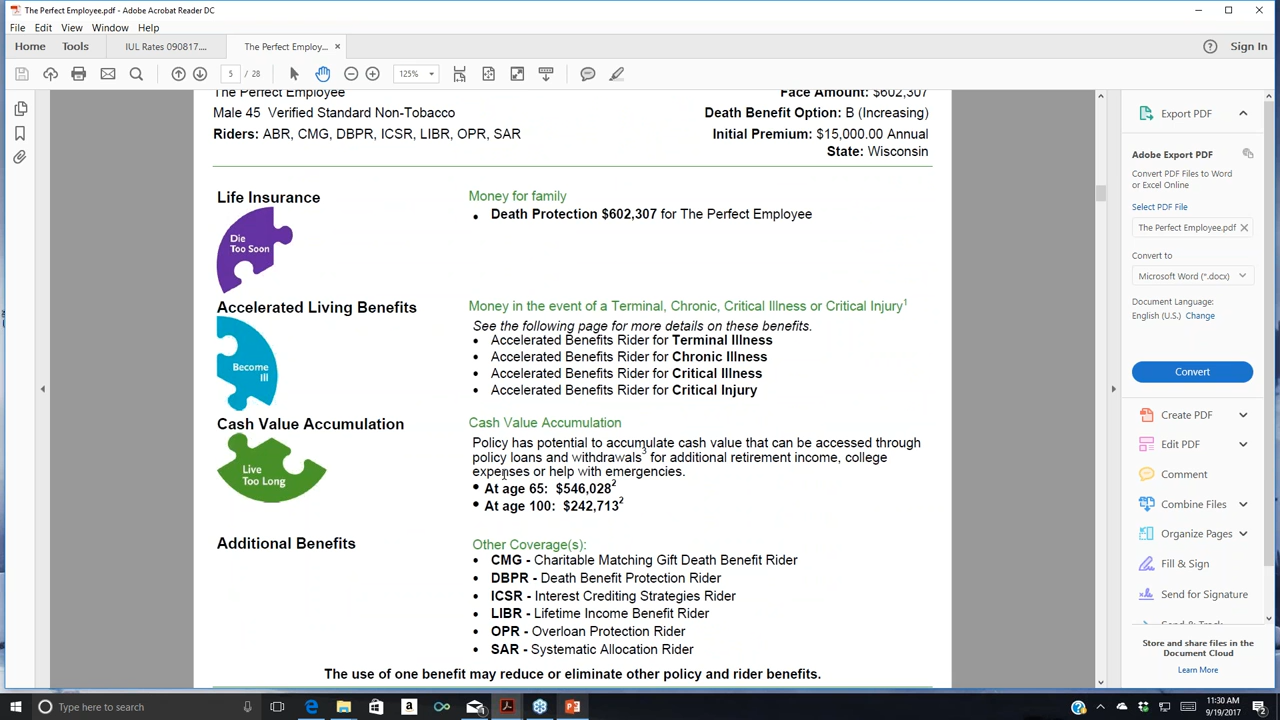 The Perfect Employee.pdf - Adobe Acrobat Reader DC
File Edit View Window Help
Home Tools IUL Rates 090817.... The Perfect Employ... × Sign In
5 / 28 125%
The Perfect Employee Face Amount: $602,307
Male 45 Verified Standard Non-Tobacco Death Benefit Option: B (Increasing)
Riders: ABR, CMG, DBPR, ICSR, LIBR, OPR, SAR Initial Premium: $15,000.00 Annual
State: Wisconsin
Life Insurance
Die
Too Soon
Money for family
• Death Protection $602,307 for The Perfect Employee
Accelerated Living Benefits
Become
Ill
Money in the event of a Terminal, Chronic, Critical Illness or Critical Injury1
See the following page for more details on these benefits.
• Accelerated Benefits Rider for Terminal Illness
• Accelerated Benefits Rider for Chronic Illness
• Accelerated Benefits Rider for Critical Illness
• Accelerated Benefits Rider for Critical Injury
Cash Value Accumulation
Live
Too Long
Cash Value Accumulation
Policy has potential to accumulate cash value that can be accessed through
policy loans and withdrawals3 for additional retirement income, college
expenses or help with emergencies.
• At age 65: $546,0282
• At age 100: $242,7132
Additional Benefits
Other Coverage(s):
• CMG - Charitable Matching Gift Death Benefit Rider
• DBPR - Death Benefit Protection Rider
• ICSR - Interest Crediting Strategies Rider
• LIBR - Lifetime Income Benefit Rider
• OPR - Overloan Protection Rider
• SAR - Systematic Allocation Rider
The use of one benefit may reduce or eliminate other policy and rider benefits.
Export PDF
Adobe Export PDF
Convert PDF Files to Word
or Excel Online
Select PDF File
The Perfect Employee.pdf ×
Convert to
Microsoft Word (*.docx)
Document Language:
English (U.S.) Change
Convert
Create PDF
Edit PDF
Comment
Combine Files
Organize Pages
Fill & Sign
Send for Signature
Send & Track
Store and share files in the
Document Cloud
Learn More
Type here to search
11:30 AM
9/19/2017